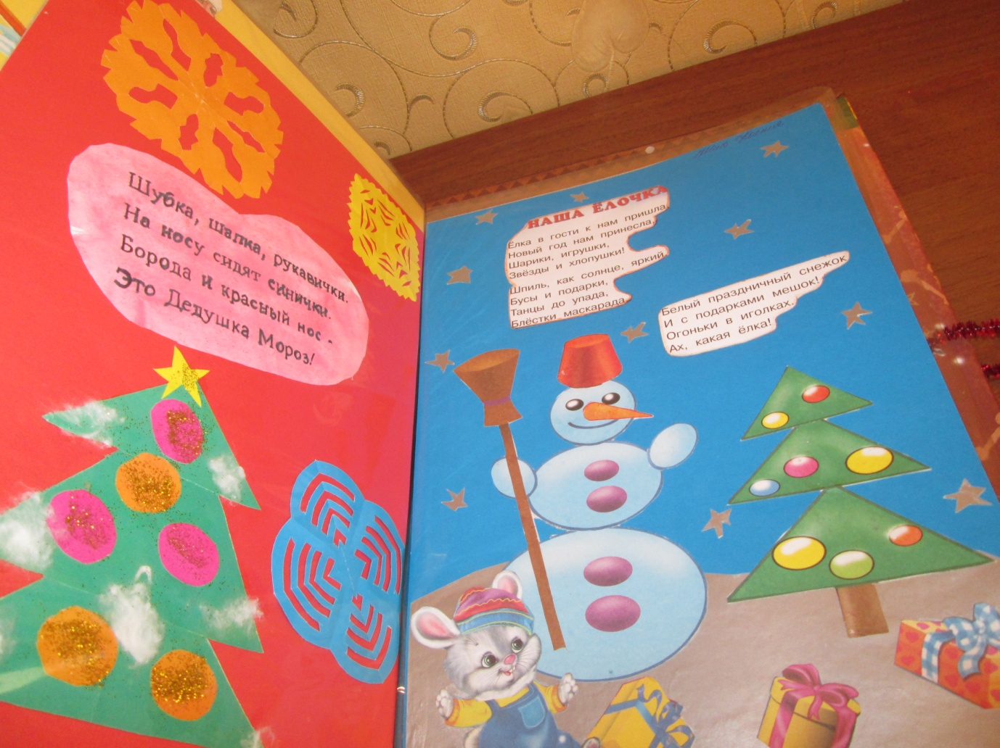 Шубка, шапка, рукавички.
На носу сидят синички.
Борода и красный нос -
Это Дедушка Мороз!
НАША ЁЛОЧКА
Ёлка в гости к нам пришла,
Новый год нам принесла,
Шарики, игрушки,
Звёзды и хлопушки!
Шпиль, как солнце, яркий,
Бусы и подарки,
Танцы до упада,
Блёстки маскарада.
Белый праздничный снежок
И с подарками мешок!
Огоньки в иголках.
Ах, какая ёлка!